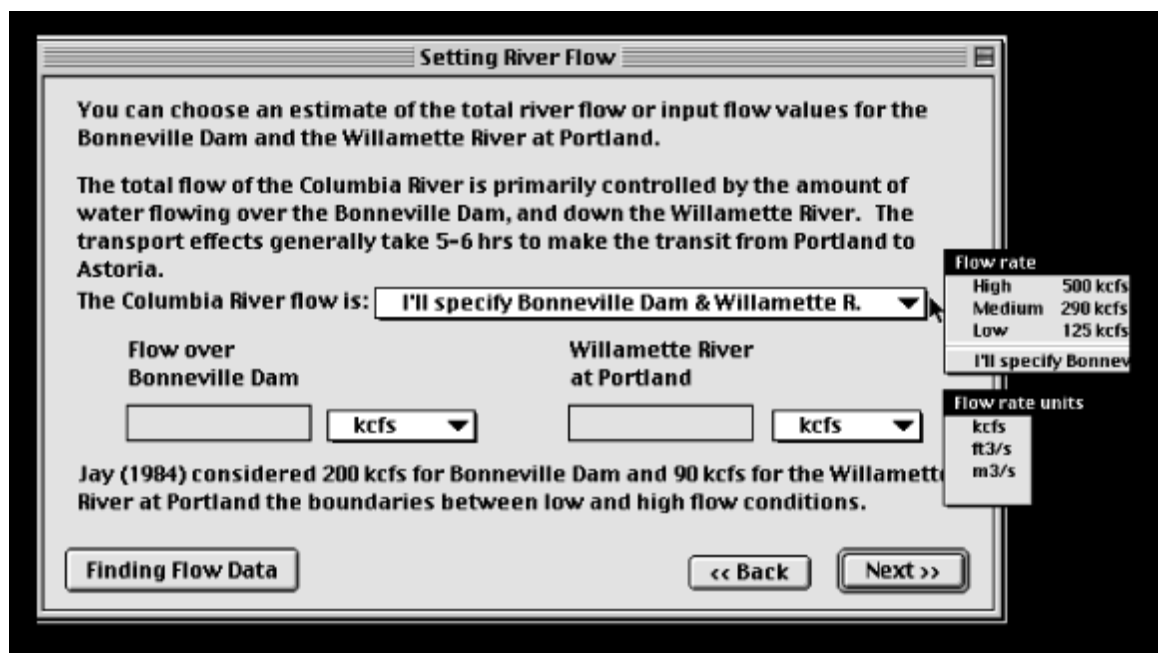 Setting River Flow
You can choose an estimate of the total river flow or input flow values for the
Bonneville Dam and the Willamette River at Portland.
The total flow of the Columbia River is primarily controlled by the amount of
water flowing over the Bonneville Dam, and down the Willamette River. The
transport effects generally take 5-6 hrs to make the transit from Portland to
Astoria.
The Columbia River flow is: I'll specify Bonneville Dam & Willamette R.
Flow over
Bonneville Dam
Willamette River
at Portland
kcfs
kcfs
Jay (1984) considered 200 kcfs for Bonneville Dam and 90 kcfs for the Willamette
River at Portland the boundaries between low and high flow conditions.
Finding Flow Data
<< Back
Next >>
Flow rate
High 500 kcfs
Medium 290 kcfs
Low 125 kcfs
I'll specify Bonnev
Flow rate units
kcfs
ft3/s
m3/s